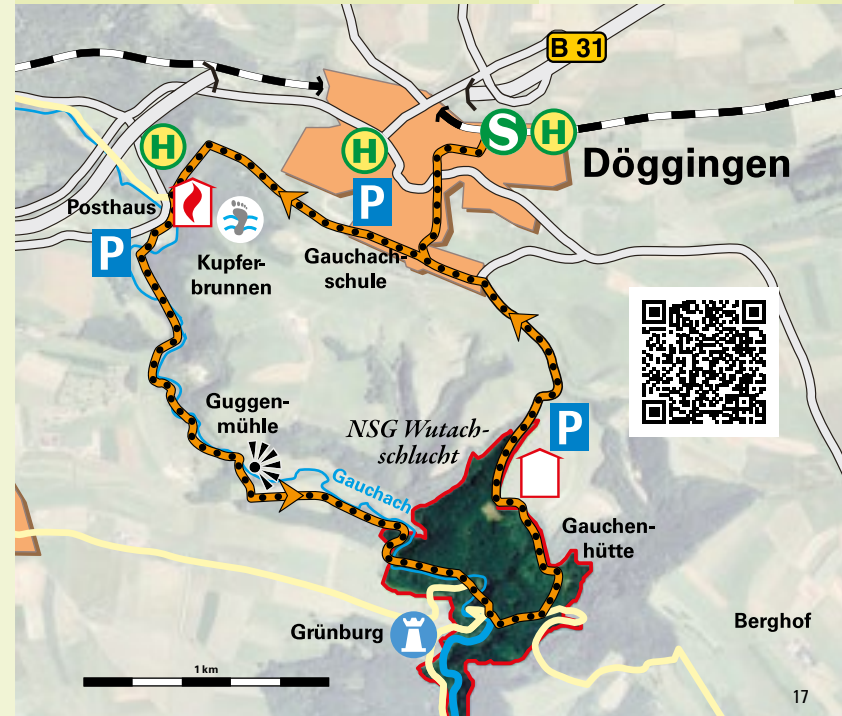 B 31
H
H
S
H
Döggingen
Posthaus
P
P
Kupfer-
brunnen
Gauchach-
schule
Guggen-
mühle
NSG Wutach-
schlucht
P
Gauchach
Gauchen-
hütte
Grünburg
Berghof
1 km
17